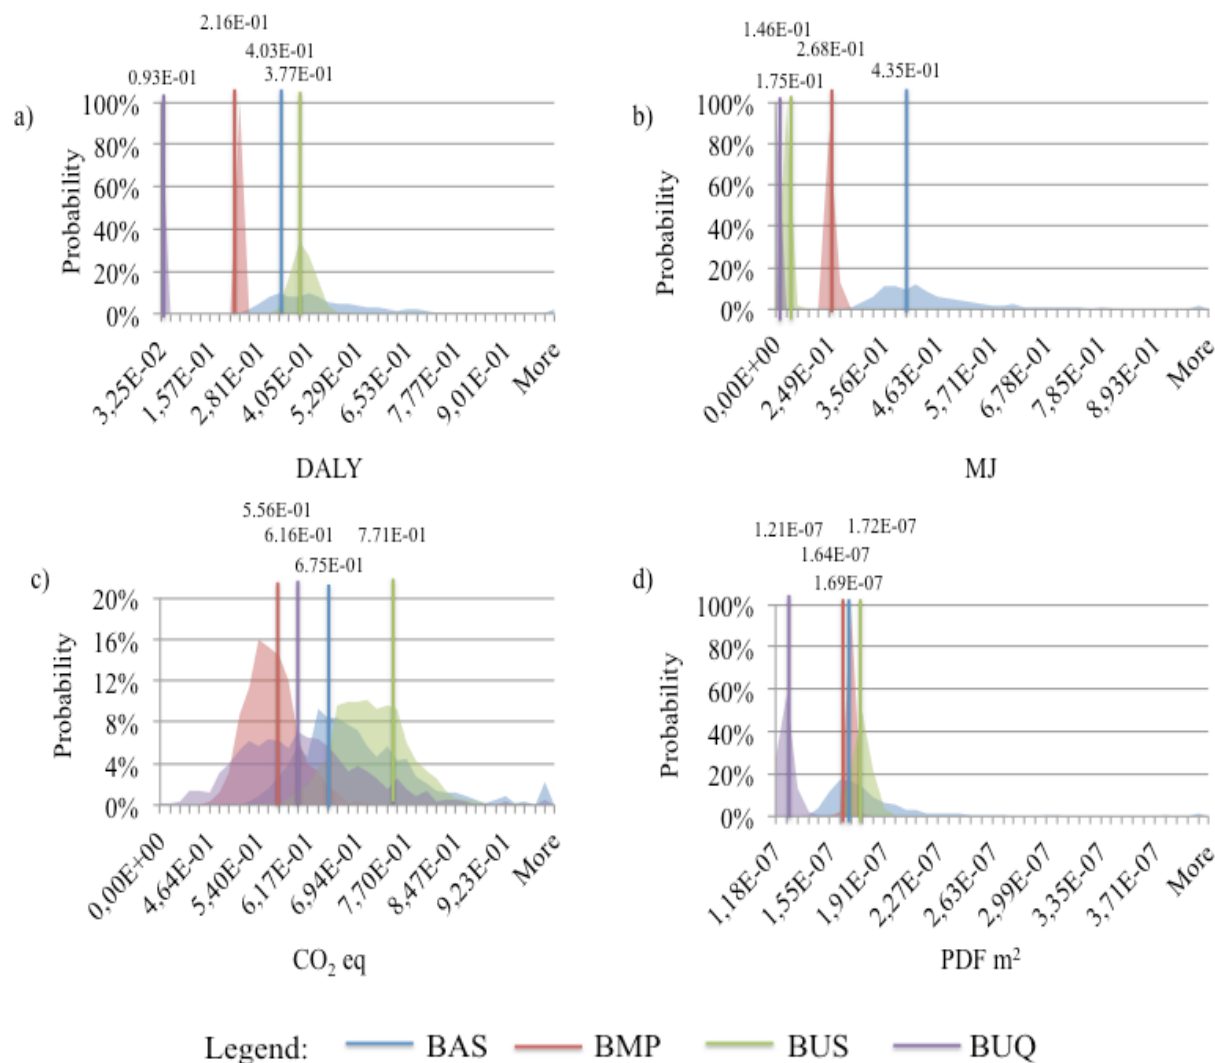 2.16E-01
4.03E-01
0.93E-01
3.77E-01
a)
100%
80%
60%
40%
20%
0%
Probability
3,25E-02
1,57E-01
2,81E-01
4,05E-01
5,29E-01
6,53E-01
7,77E-01
9,01E-01
More
DALY
1.46E-01
2.68E-01
1.75E-01
4.35E-01
b)
100%
80%
60%
40%
20%
0%
Probability
0,00E+00
2,49E-01
3,56E-01
4,63E-01
5,71E-01
6,78E-01
7,85E-01
8,93E-01
More
MJ
5.56E-01
6.16E-01
7.71E-01
6.75E-01
c)
20%
16%
12%
8%
4%
0%
Probability
0,00E+00
4,64E-01
5,40E-01
6,17E-01
6,94E-01
7,70E-01
8,47E-01
9,23E-01
More
CO₂ eq
1.21E-07
1.72E-07
1.64E-07
1.69E-07
d)
100%
80%
60%
40%
20%
0%
Probability
1,18E-07
1,55E-07
1,91E-07
2,27E-07
2,63E-07
2,99E-07
3,35E-07
3,71E-07
More
PDF m²
Legend: BAS BMP BUS BUQ